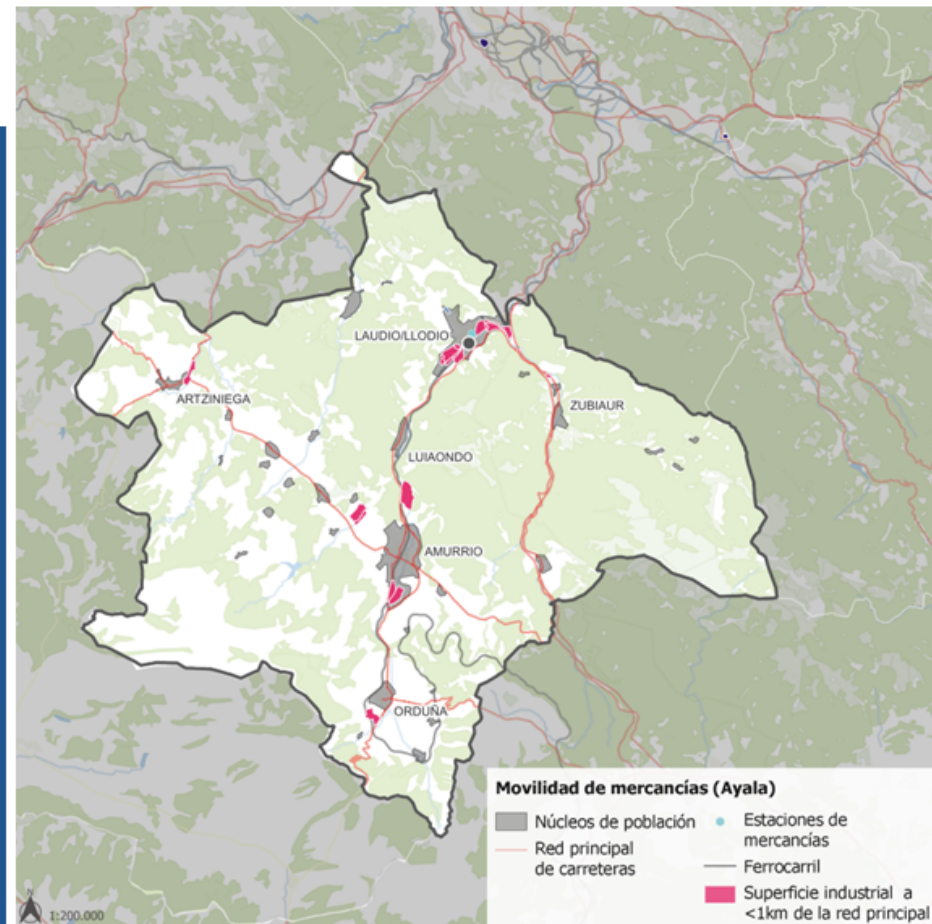 LAUDIO/LLODIO
ARTZINIEGA
ZUBIAUR
LUIAONDO
AMURRIO
ORDUÑA
Movilidad de mercancías (Ayala)
Núcleos de población
Red principal
de carreteras
Estaciones de
mercancías
Ferrocarril
Superficie industrial a
<1km de la red principal
N
1:200.000